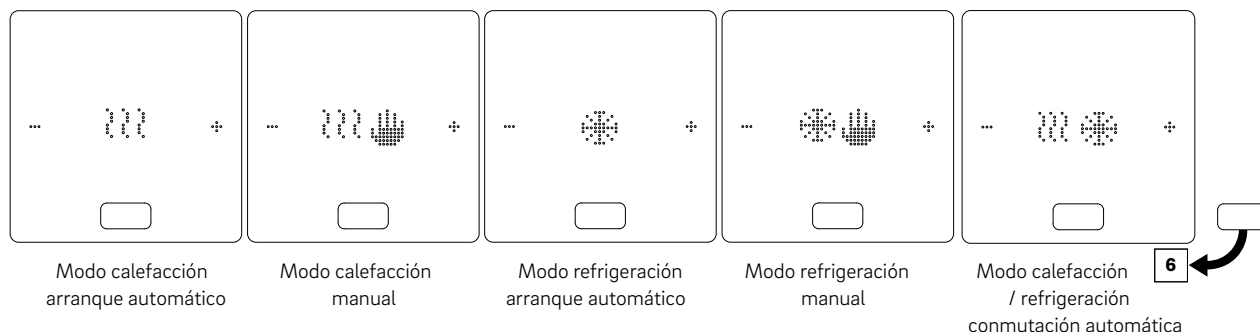 Modo calefacción
arranque automático
Modo calefacción
manual
Modo refrigeración
arranque automático
Modo refrigeración
manual
Modo calefacción
/ refrigeración
conmutación automática
6